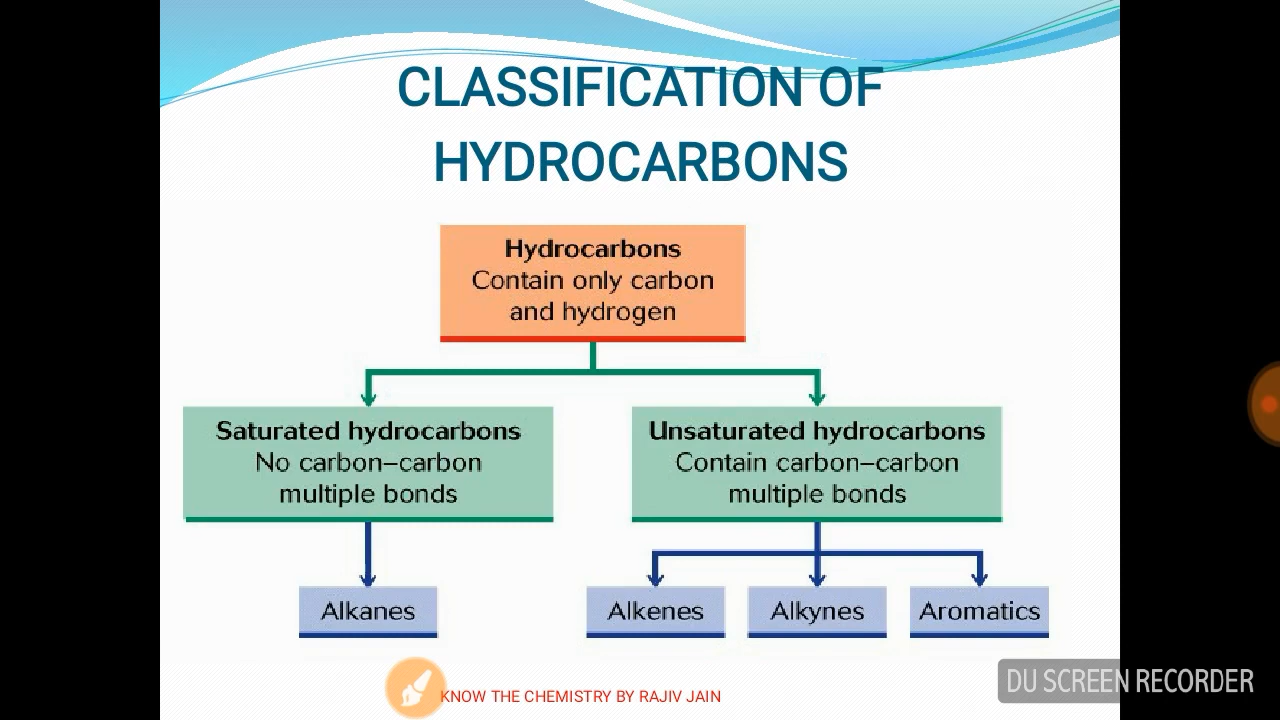 CLASSIFICATION OF
HYDROCARBONS
Hydrocarbons
Contain only carbon
and hydrogen
Saturated hydrocarbons
No carbon–carbon
multiple bonds
Unsaturated hydrocarbons
Contain carbon–carbon
multiple bonds
Alkanes
Alkenes
Alkynes
Aromatics
KNOW THE CHEMISTRY BY RAJIV JAIN
DU SCREEN RECORDER